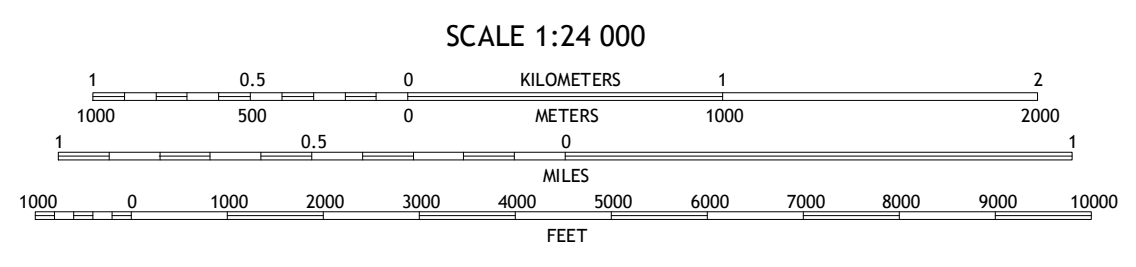 SCALE 1:24 000
1 0.5 0 KILOMETERS 1 2
1000 500 0 METERS 1000 2000
1 0.5 0 1
MILES
1000 0 1000 2000 3000 4000 5000 6000 7000 8000 9000 10000
FEET